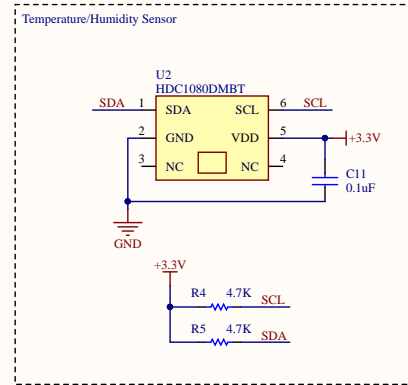 Temperature/Humidity Sensor
U2
HDC1080DMBT
SDA 1 SDA SCL 6 SCL
2 GND VDD 5 +3.3V
3 NC NC 4
C11
0.1uF
GND
+3.3V
R4 4.7K SCL
R5 4.7K SDA